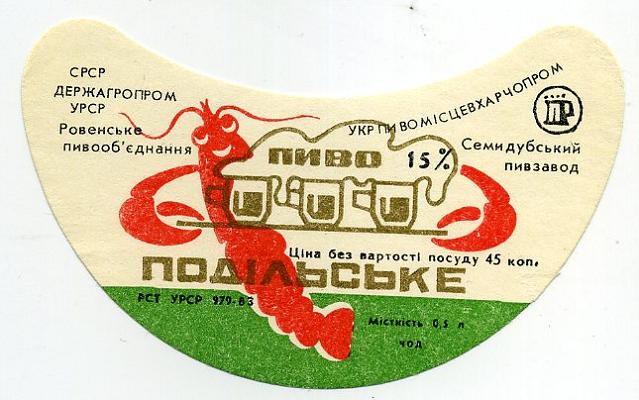 СРСР
ДЕРЖАГРОПРОМ
УРСР
Ровенське
пивооб'єднання
УКРПИВОМІСЦЕВХАРЧОПРОМ
Семидубський
пивзавод
ПИВО 15%
Ціна без вартості посуду 45 коп.
ПОДІЛЬСЬКЕ
РСТ УРСР 979-83
Місткість 0,5 л
чод